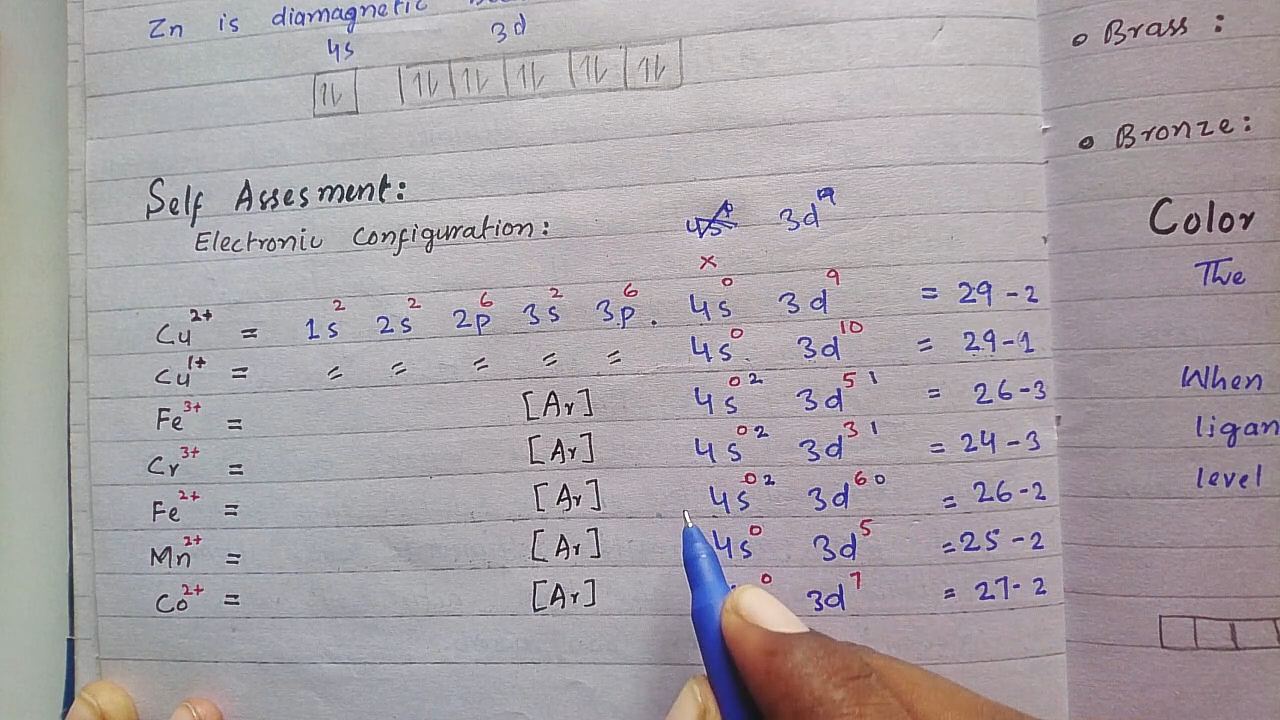 Zn is diamagnetic
4s 3d
Self Assesment:
Electronic Configuration: 4s 3d⁹
×
Cu²⁺ = 1s² 2s² 2p⁶ 3s² 3p⁶. 4s⁰ 3d⁹ = 29-2
Cu¹⁺ = = = = = = 4s⁰. 3d¹⁰ = 29-1
Fe³⁺ = [Ar] 4s⁰ ² 3d⁵ ¹ = 26-3
Cr³⁺ = [Ar] 4s⁰ ² 3d³ ¹ = 24-3
Fe²⁺ = [Ar] 4s⁰ ² 3d⁶ ⁰ = 26-2
Mn²⁺ = [Ar] 4s⁰ 3d⁵ = 25-2
Co²⁺ = [Ar] ⁰ 3d⁷ = 27-2
• Brass:
• Bronze:
Color
The
When
ligan
level